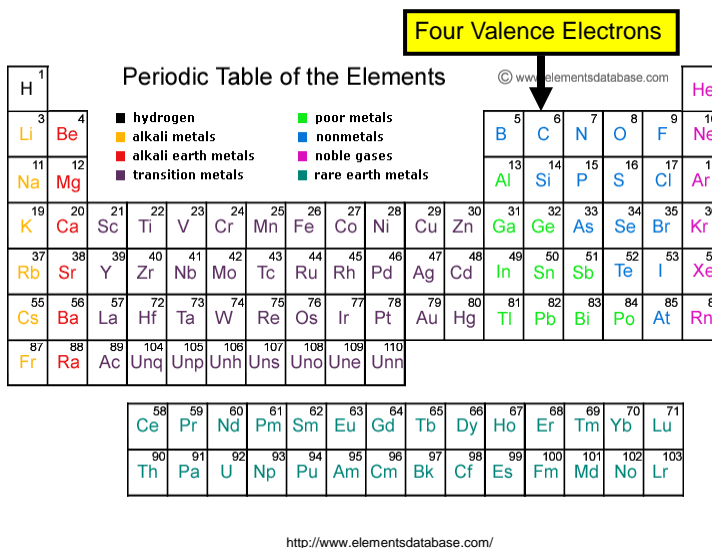 Four Valence Electrons
Periodic Table of the Elements
© www.elementsdatabase.com
hydrogen
alkali metals
alkali earth metals
transition metals
poor metals
nonmetals
noble gases
rare earth metals
1 H He
3 Li 4 Be 5 B 6 C 7 N 8 O 9 F Ne
11 Na 12 Mg 13 Al 14 Si 15 P 16 S 17 Cl Ar
19 K 20 Ca 21 Sc 22 Ti 23 V 24 Cr 25 Mn 26 Fe 27 Co 28 Ni 29 Cu 30 Zn 31 Ga 32 Ge 33 As 34 Se 35 Br Kr
37 Rb 38 Sr 39 Y 40 Zr 41 Nb 42 Mo 43 Tc 44 Ru 45 Rh 46 Pd 47 Ag 48 Cd 49 In 50 Sn 51 Sb 52 Te 53 I Xe
55 Cs 56 Ba 57 La 72 Hf 73 Ta 74 W 75 Re 76 Os 77 Ir 78 Pt 79 Au 80 Hg 81 Tl 82 Pb 83 Bi 84 Po 85 At Rn
87 Fr 88 Ra 89 Ac 104 Unq 105 Unp 106 Unh 107 Uns 108 Uno 109 Une 110 Unn
58 Ce 59 Pr 60 Nd 61 Pm 62 Sm 63 Eu 64 Gd 65 Tb 66 Dy 67 Ho 68 Er 69 Tm 70 Yb 71 Lu
90 Th 91 Pa 92 U 93 Np 94 Pu 95 Am 96 Cm 97 Bk 98 Cf 99 Es 100 Fm 101 Md 102 No 103 Lr
http://www.elementsdatabase.com/